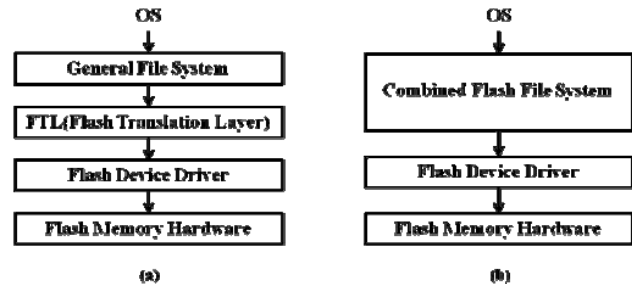 OS
General File System
FTL(Flash Translation Layer)
Flash Device Driver
Flash Memory Hardware
(a)
OS
Combined Flash File System
Flash Device Driver
Flash Memory Hardware
(b)